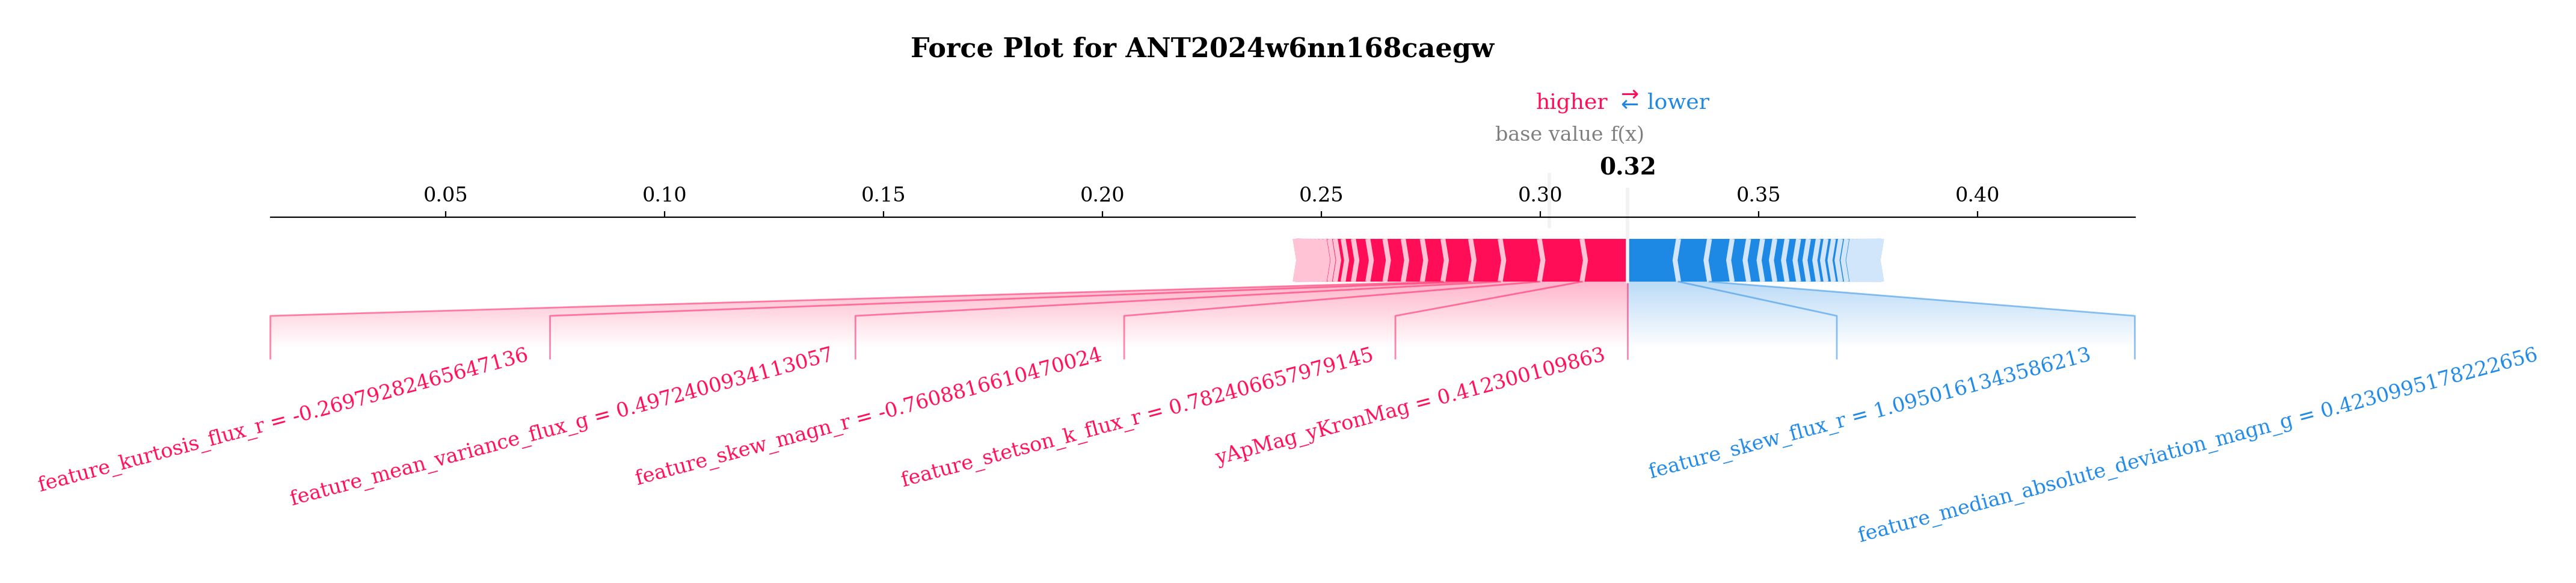 Force Plot for ANT2024w6nn168caegw
higher ⇄ lower
base value f(x)
0.32
0.05 0.10 0.15 0.20 0.25 0.30 0.35 0.40
feature_kurtosis_flux_r = -0.2697928246564713​6
feature_mean_variance_flux_g = 0.4972400934113057
feature_skew_magn_r = -0.7608816610470024
feature_stetson_k_flux_r = 0.782406657979145
yApMag_yKronMag = 0.412300109863
feature_skew_flux_r = 1.0950161343586213
feature_median_absolute_deviation_magn_g = 0.4230995178222656